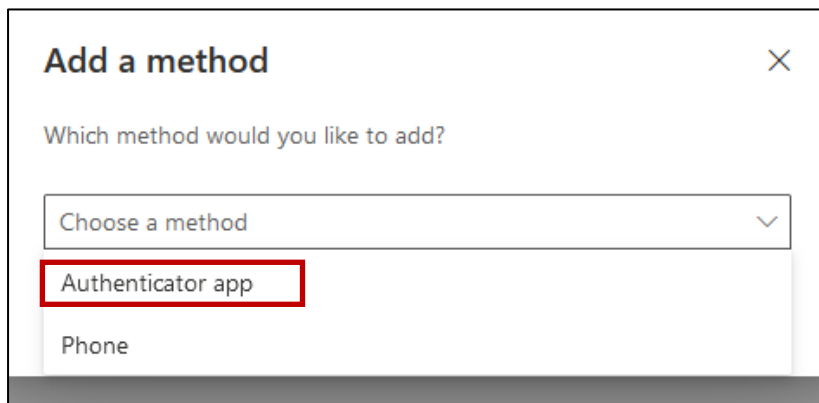 Add a method
Which method would you like to add?
Choose a method
Authenticator app
Phone